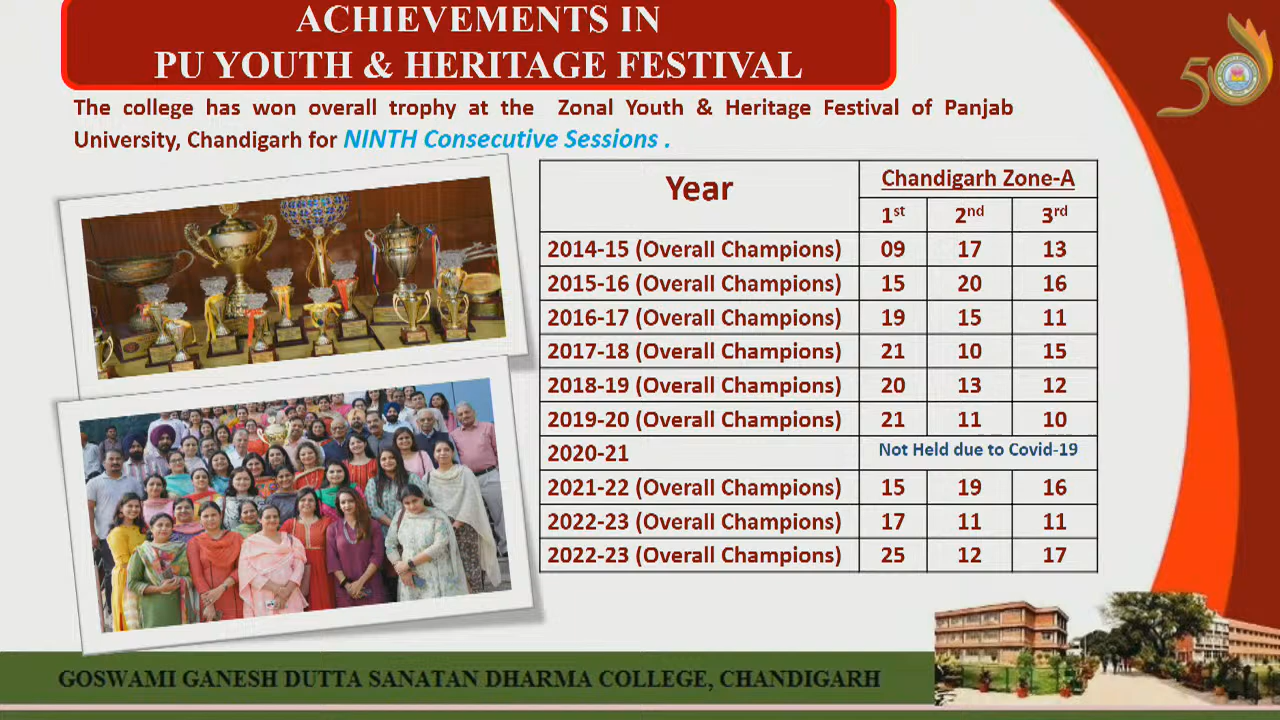 ACHIEVEMENTS IN
PU YOUTH & HERITAGE FESTIVAL
The college has won overall trophy at the Zonal Youth & Heritage Festival of Panjab
University, Chandigarh for NINTH Consecutive Sessions .
Year Chandigarh Zone-A
1st 2nd 3rd
2014-15 (Overall Champions) 09 17 13
2015-16 (Overall Champions) 15 20 16
2016-17 (Overall Champions) 19 15 11
2017-18 (Overall Champions) 21 10 15
2018-19 (Overall Champions) 20 13 12
2019-20 (Overall Champions) 21 11 10
2020-21 Not Held due to Covid-19
2021-22 (Overall Champions) 15 19 16
2022-23 (Overall Champions) 17 11 11
2022-23 (Overall Champions) 25 12 17
GOSWAMI GANESH DUTTA SANATAN DHARMA COLLEGE, CHANDIGARH
50